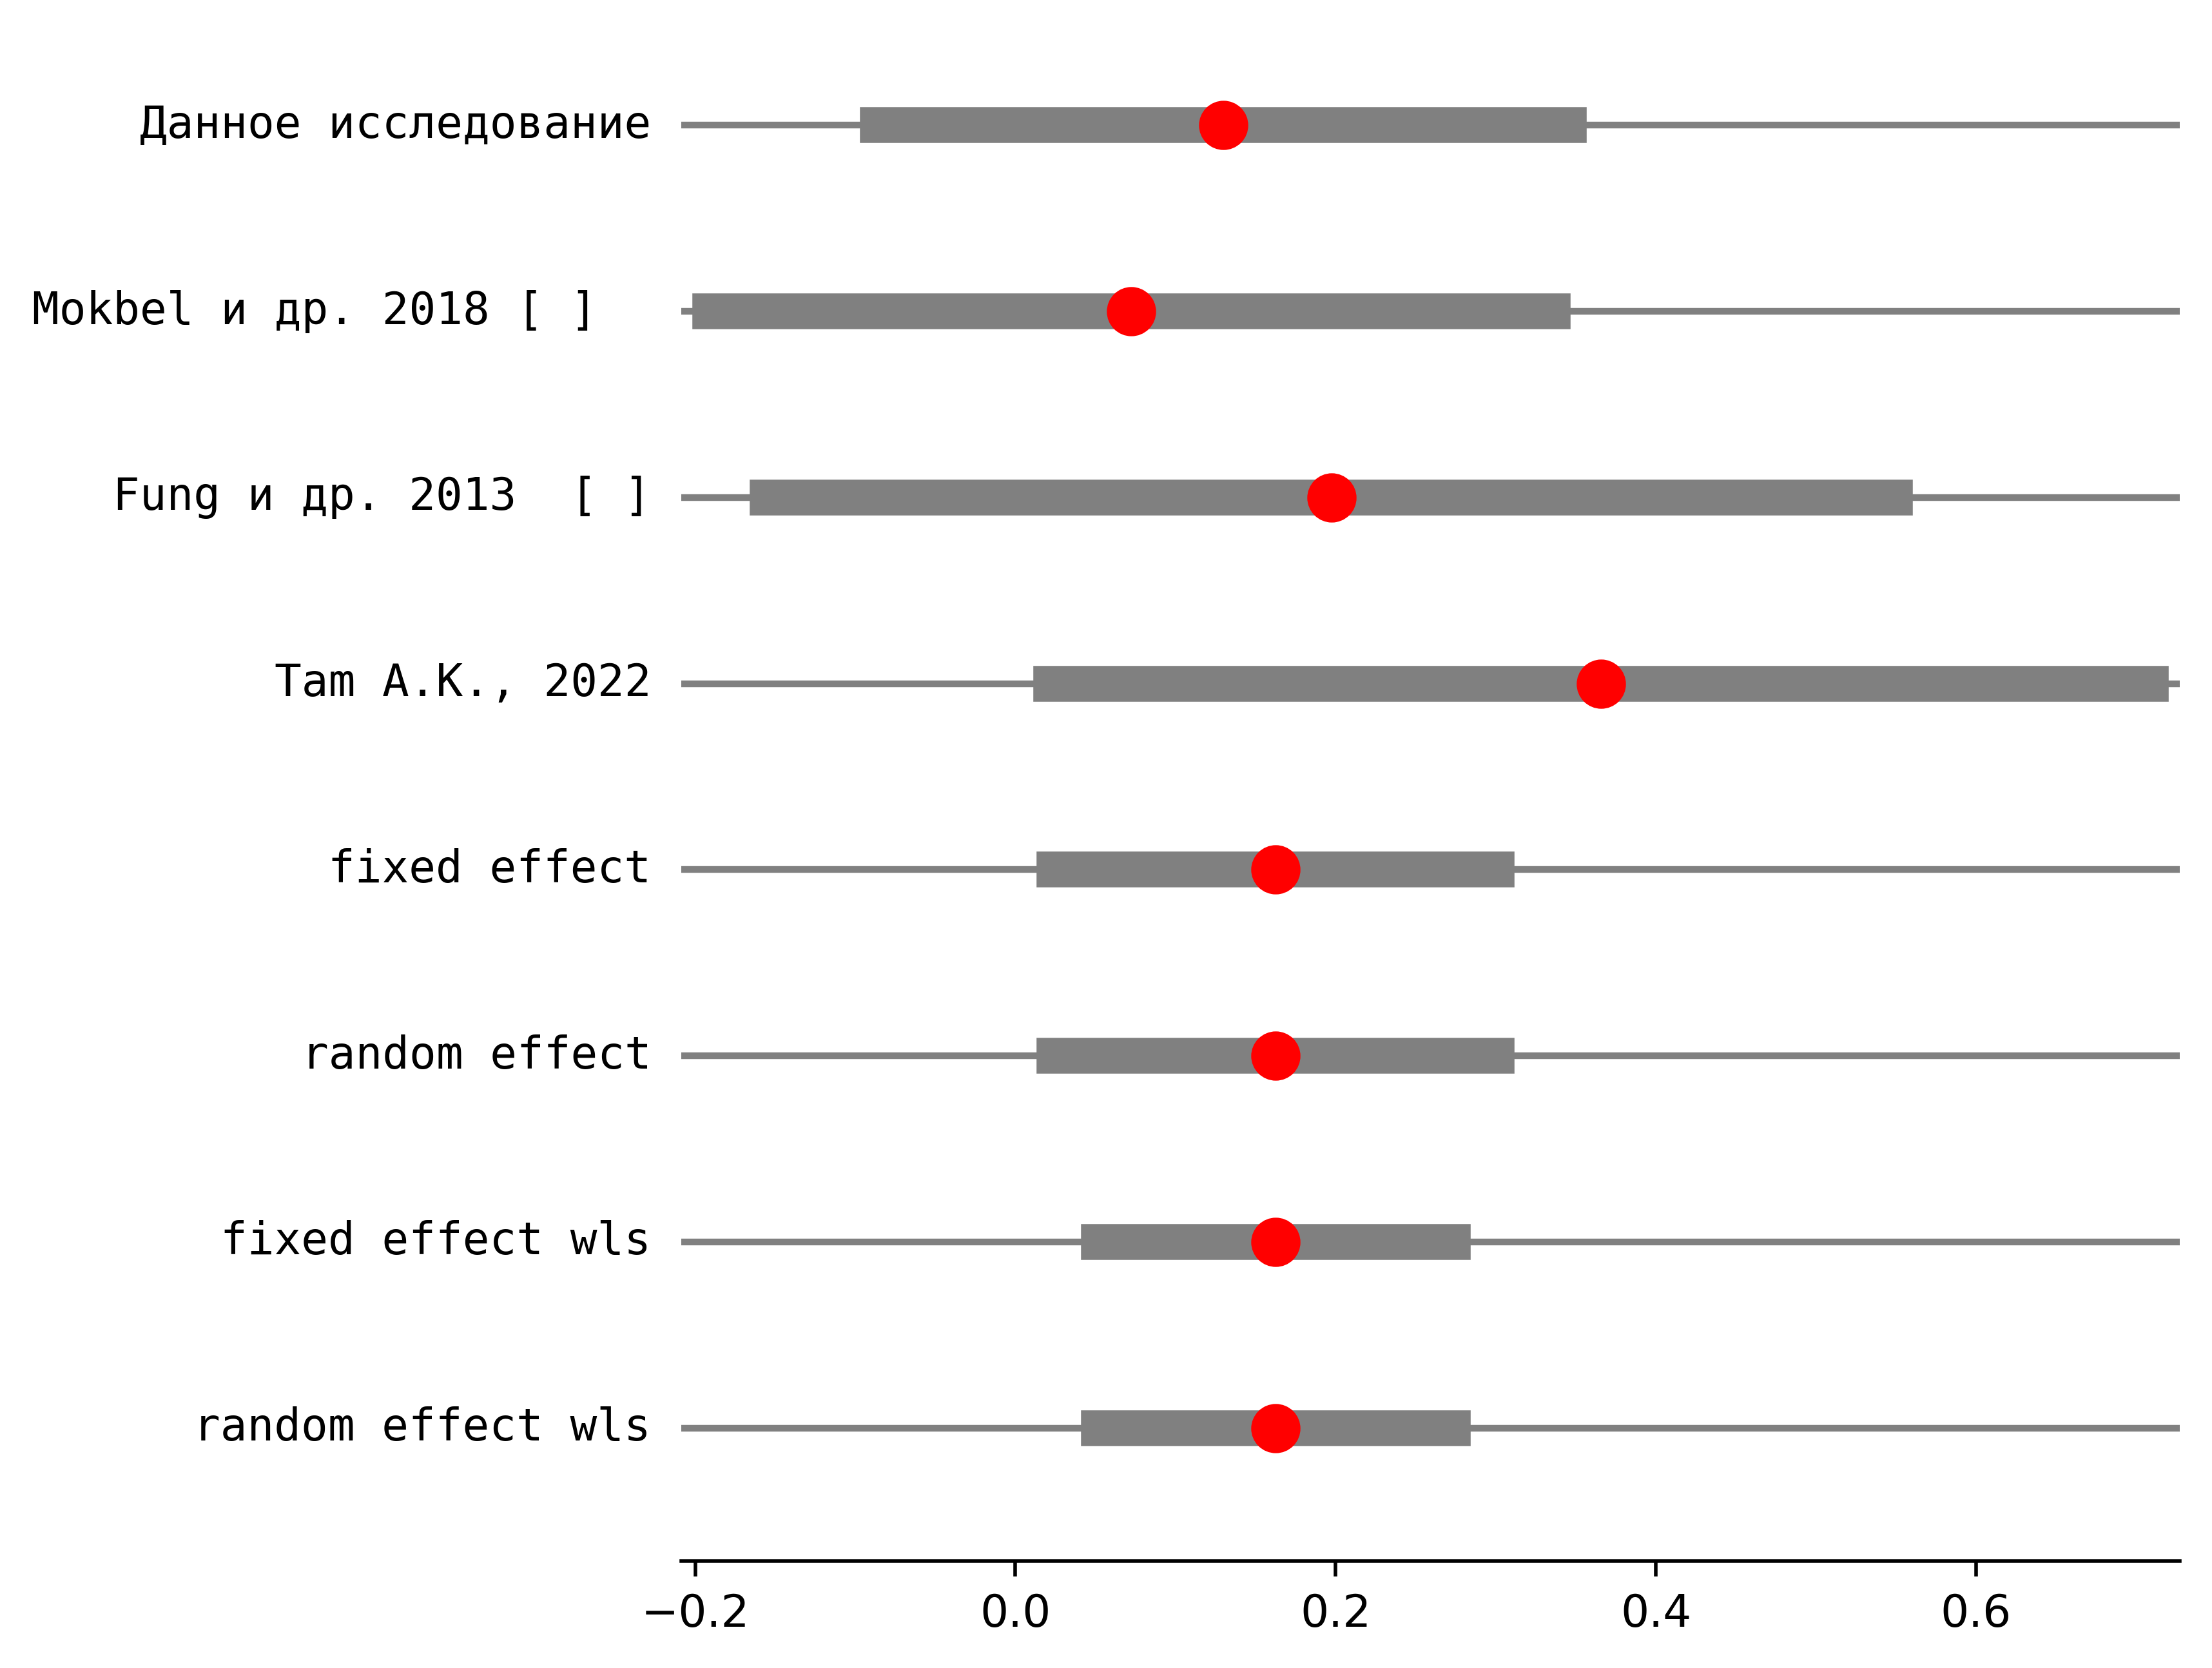 Данное исследование
Mokbel и др. 2018 [ ]
Fung и др. 2013  [ ]
Tam A.K., 2022
fixed effect
random effect
fixed effect wls
random effect wls
−0.2 0.0 0.2 0.4 0.6